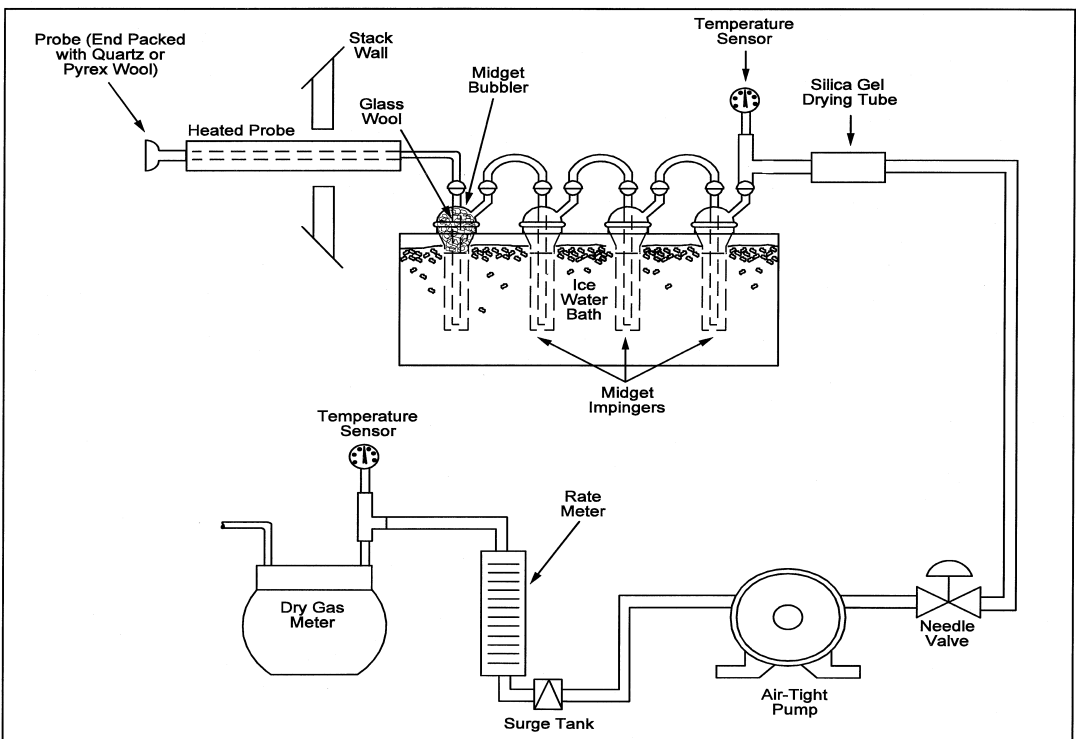 Probe (End Packed
with Quartz or
Pyrex Wool)
Stack
Wall
Midget
Bubbler
Glass
Wool
Heated Probe
Temperature
Sensor
Silica Gel
Drying Tube
Ice
Water
Bath
Midget
Impingers
Temperature
Sensor
Rate
Meter
Dry Gas
Meter
Surge Tank
Air-Tight
Pump
Needle
Valve